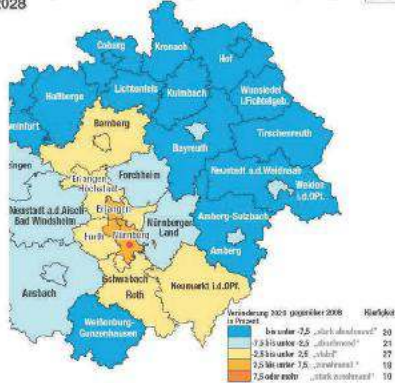 2028
Coburg
Kronach
Hof
Haßberge
Lichtenfels
Kulmbach
Wunsiedel
i.Fichtelgeb.
Bamberg
Bayreuth
Tirschenreuth
Forchheim
Neustadt a.d.Waldnaab
Erlangen-
Höchstadt
Weiden
i.d.OPf.
Neustadt a.d.Aisch-
Bad Windsheim
Erlangen
Nürnberger
Land
Amberg-Sulzbach
Fürth
Nürnberg
Amberg
Ansbach
Schwabach
Roth
Neumarkt i.d.OPf.
Weißenburg-
Gunzenhausen
Veränderung 2028 gegenüber 2008
in Prozent
Häufigkeit
bis unter -7,5 „stark abnehmend“ 20
-7,5 bis unter -2,5 „abnehmend“ 21
-2,5 bis unter 2,5 „stabil“ 27
2,5 bis unter 7,5 „zunehmend“ 18
7,5 oder mehr „stark zunehmend“ 10